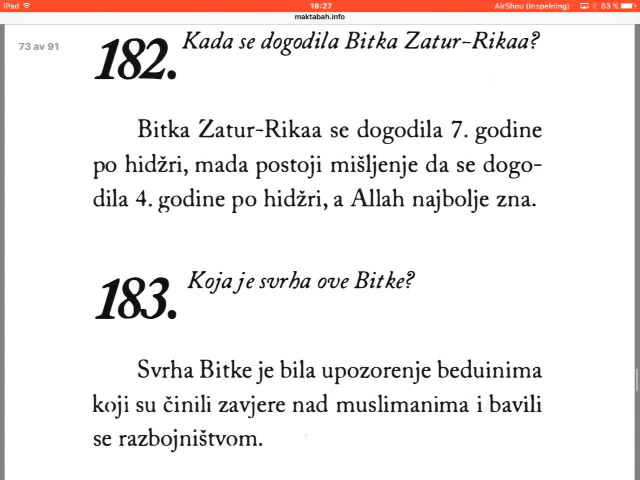 iPad 19:27 AirShou (Inspelning) 83 %
maktabah.info
73 av 91
182. Kada se dogodila Bitka Zatur-Rikaa?
Bitka Zatur-Rikaa se dogodila 7. godine
po hidžri, mada postoji mišljenje da se dogo-
dila 4. godine po hidžri, a Allah najbolje zna.
183. Koja je svrha ove Bitke?
Svrha Bitke je bila upozorenje beduinima
koji su činili zavjere nad muslimanima i bavili
se razbojništvom.